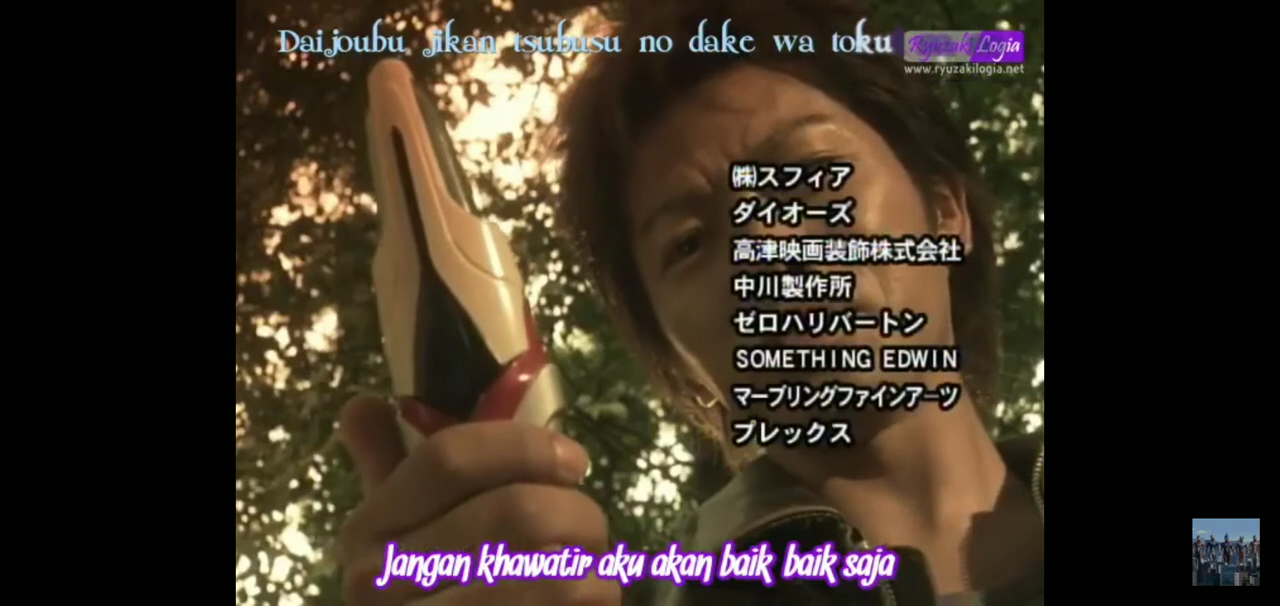 Daijoubu jikan tsubusu no dake wa toku
Ryuzaki Logia
www.ryuzakilogia.net
㈱スフィア
ダイオーズ
高津映画装飾株式会社
中川製作所
ゼロハリバートン
SOMETHING EDWIN
マーブリングファインアーツ
プレックス
Jangan khawatir aku akan baik baik saja